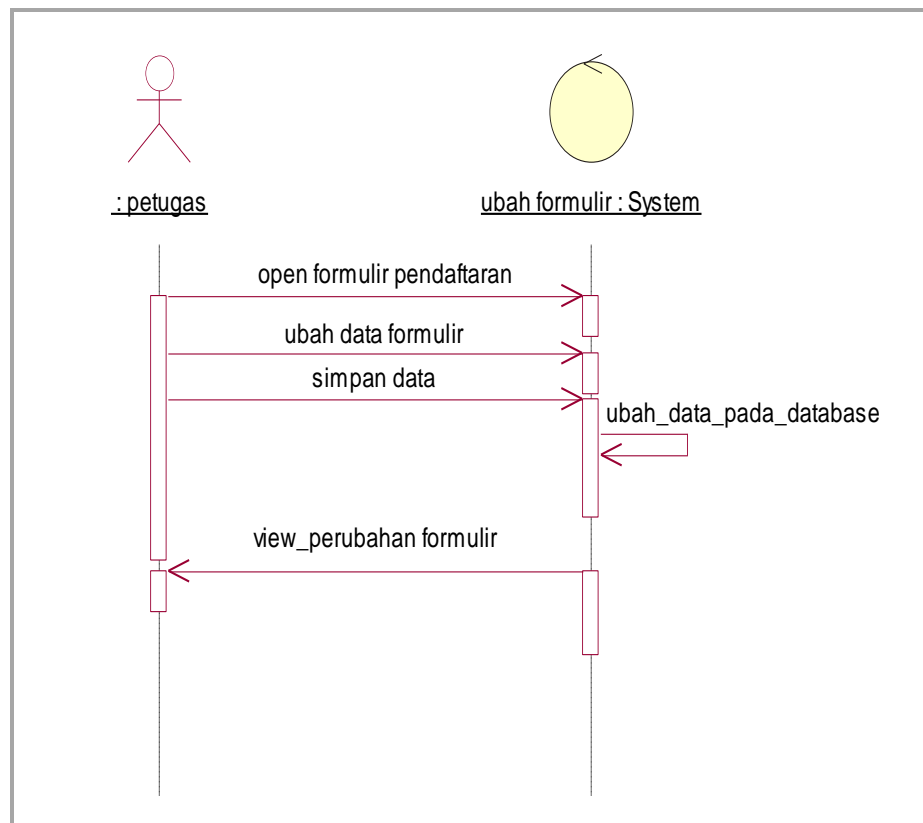 : petugas
ubah formulir : System
open formulir pendaftaran
ubah data formulir
simpan data
ubah_data_pada_database
view_perubahan formulir